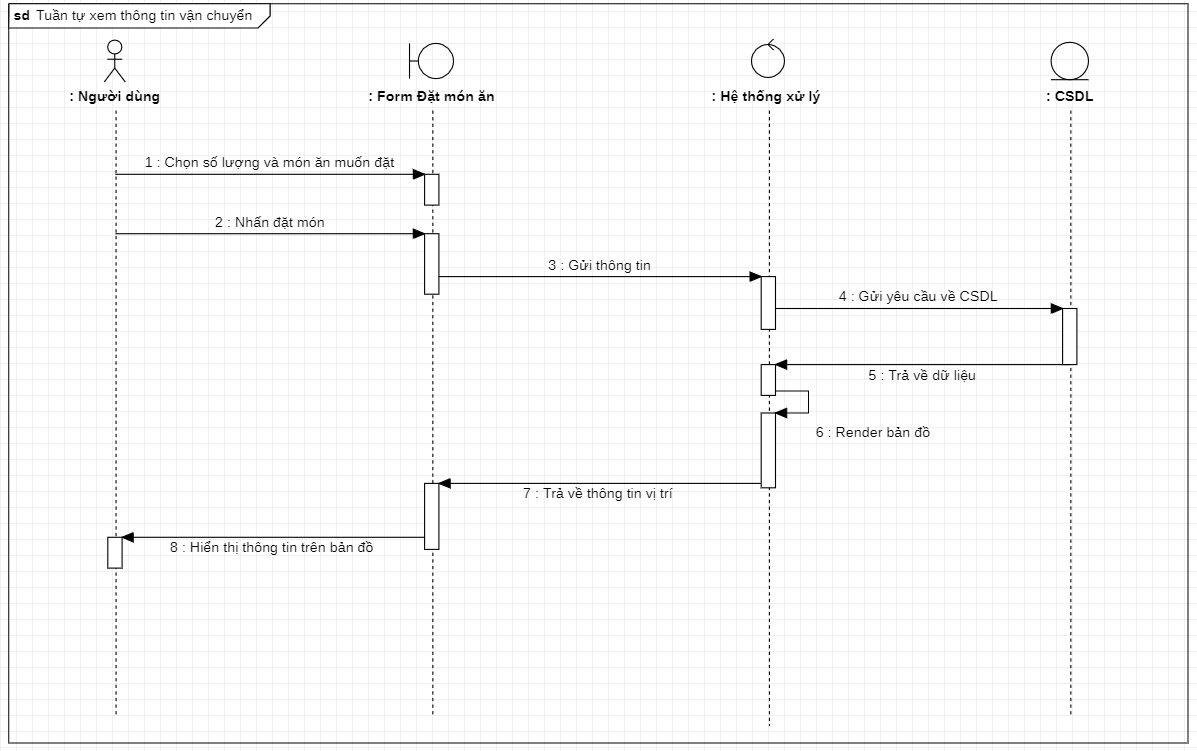 sd Tuần tự xem thông tin vận chuyển
: Người dùng
: Form Đặt món ăn
: Hệ thống xử lý
: CSDL
1 : Chọn số lượng và món ăn muốn đặt
2 : Nhấn đặt món
3 : Gửi thông tin
4 : Gửi yêu cầu về CSDL
5 : Trả về dữ liệu
6 : Render bản đồ
7 : Trả về thông tin vị trí
8 : Hiển thị thông tin trên bản đồ